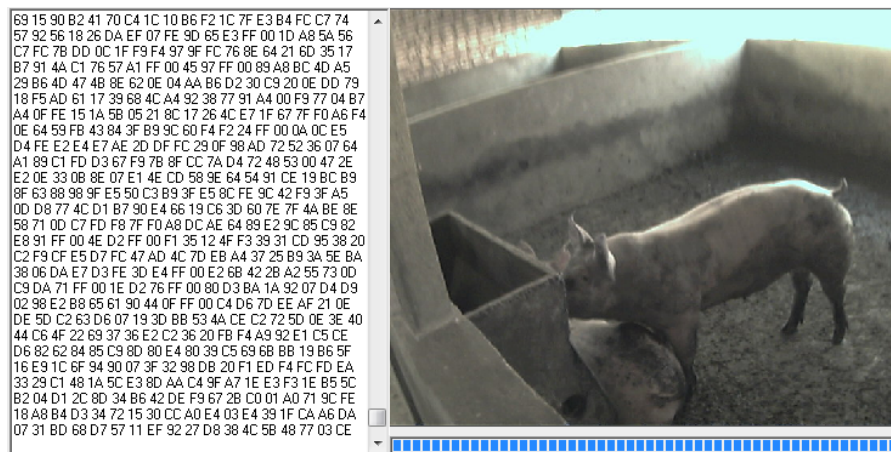 69 15 90 B2 41 70 C4 1C 10 B6 F2 1C 7F E3 B4 FC C7 74
57 92 56 18 26 DA EF 07 FE 9D 65 E3 FF 00 1D A8 5A 56
C7 FC 7B DD 0C 1F F9 F4 97 9F FC 76 8E 64 21 6D 35 17
B7 91 4A C1 76 57 A1 FF 00 45 97 FF 00 89 A8 BC 4D A5
29 B6 4D 47 4B 8E 62 0E 04 AA B6 D2 30 C9 20 0E DD 79
18 F5 AD 61 17 39 68 4C A4 92 38 77 91 A4 00 F9 77 04 B7
A4 0F FE 15 1A 5B 05 21 8C 17 26 4C E7 1F 67 7F F0 A6 F4
0E 64 59 FB 43 84 3F B9 9C 60 F4 F2 24 FF 00 0A 0C E5
D4 FE E2 E4 E7 AE 2D DF FC 29 0F 98 AD 72 52 36 07 64
A1 89 C1 FD D3 67 F9 7B 8F CC 7A D4 72 48 53 00 47 2E
E2 0E 33 0B 8E 07 E1 4E CD 58 9E 64 54 91 CE 19 BC B9
8F 63 88 98 9F E5 50 C3 B9 3F E5 8C FE 9C 42 F9 3F A5
0D D8 77 4C D1 B7 90 E4 66 19 C6 3D 60 7E 7F 4A BE 8E
58 71 0D C7 FD F8 7F F0 A8 DC AE 64 89 E2 9C 85 C9 82
E8 91 FF 00 4E D2 FF 00 F1 35 12 4F F3 39 31 CD 95 38 20
C2 F9 CF E5 D7 FC 47 AD 4C 7D EB A4 37 25 B9 3A 5E BA
38 06 DA E7 D3 FE 3D E4 FF 00 E2 6B 42 2B A2 55 73 0D
C9 DA 71 FF 00 1E D2 76 FF 00 80 D3 BA 1A 92 07 D4 D9
02 98 E2 B8 65 61 90 44 0F FF 00 C4 D6 7D EE AF 21 0E
DE 5D C2 63 D6 07 19 3D BB 53 4A CE C2 72 5D 0E 3E 40
44 C6 4F 22 69 37 36 E2 C2 36 20 FB F4 A9 92 E1 C5 CE
D6 82 62 84 85 C9 8D 80 E4 80 39 C5 69 6B BB 19 B6 5F
16 E9 1C 6F 94 90 07 3F 32 98 DB 20 F1 ED F4 FC FD EA
33 29 C1 48 1A 5C E3 8D AA C4 9F A7 1E E3 F3 1E B5 5C
B2 04 D1 2C 8D 34 B6 42 DE F9 67 2B C0 01 A0 71 9C FE
18 A8 B4 D3 34 72 15 30 CC A0 E4 03 E4 39 1F CA A6 DA
07 31 BD 68 D7 57 11 EF 92 27 D8 38 4C 5B 48 77 03 CE